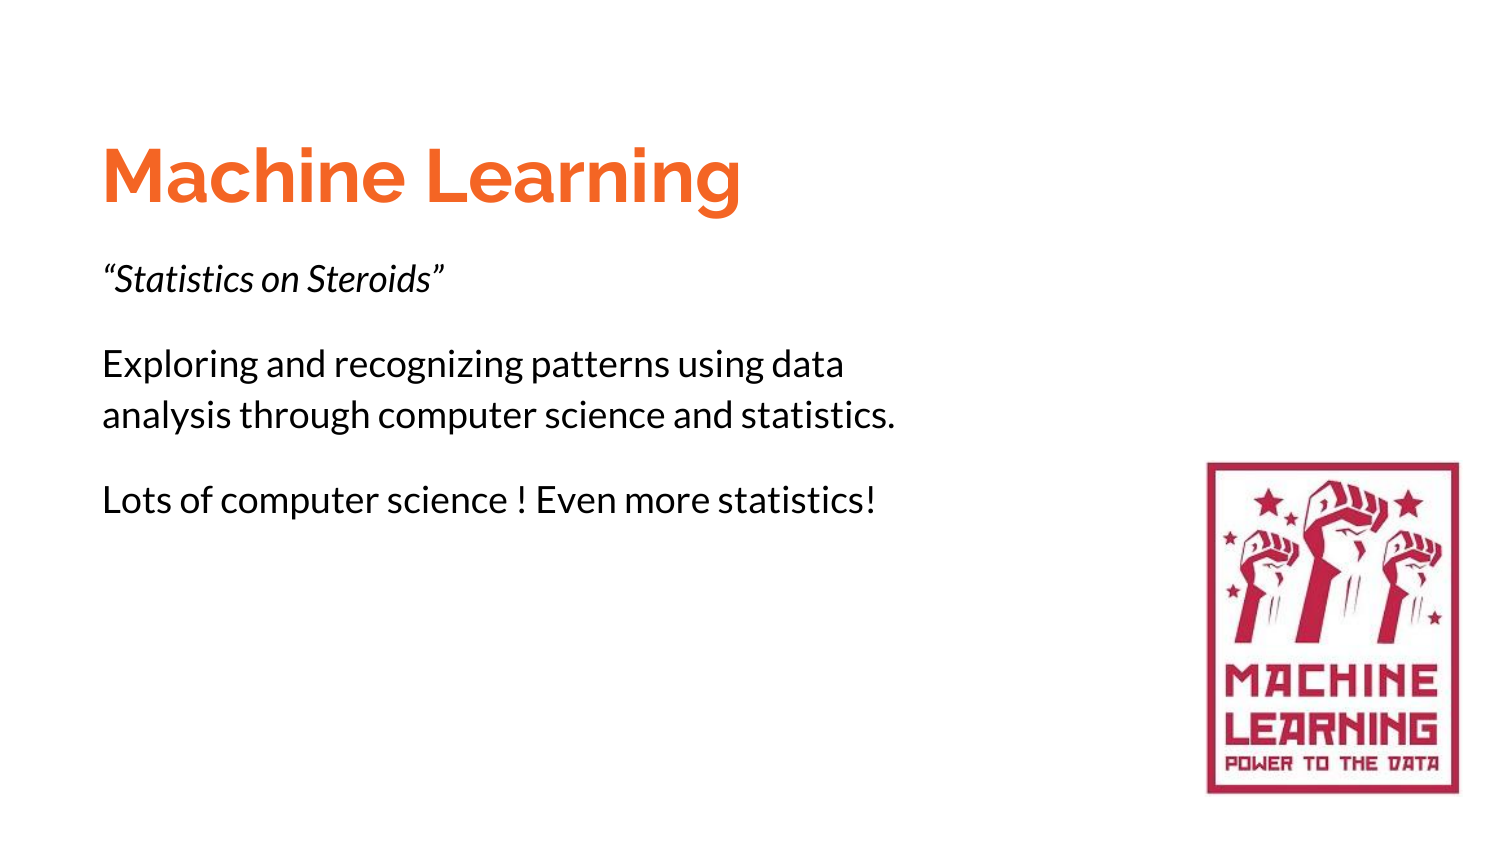 Machine Learning
“Statistics on Steroids”
Exploring and recognizing patterns using data
analysis through computer science and statistics.
Lots of computer science ! Even more statistics!
MACHINE
LEARNING
POWER TO THE DATA